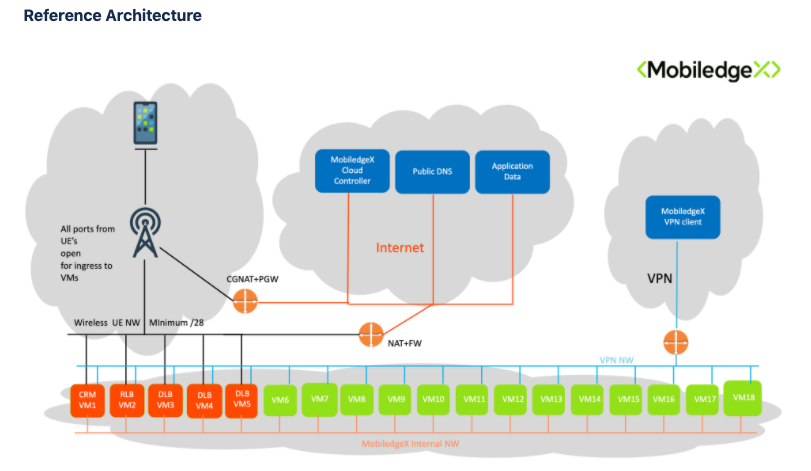 Reference Architecture
<MobiledgeX>
MobiledgeX
Cloud
Controller
Public DNS
Application
Data
MobiledgeX
VPN client
All ports from
UE's
open
for ingress to
VMs
Internet
VPN
CGNAT+PGW
Wireless UE NW
Minimum /28
NAT+FW
VPN NW
CRM
VM1
RLB
VM2
DLB
VM3
DLB
VM4
DLB
VM5
VM6
VM7
VM8
VM9
VM10
VM11
VM12
VM13
VM14
VM15
VM16
VM17
VM18
MobiledgeX Internal NW